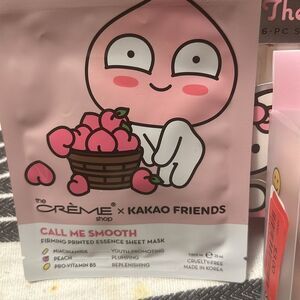 The
6-PC S
the
CRÈME
shop
x KAKAO FRIENDS
CALL ME SMOOTH
FIRMING PRINTED ESSENCE SHEET MASK
NIACINAMIDE YOUTH-PROMOTING
PEACH PLUMPING
PRO-VITAMIN B5 REPLENISHING
CRUELTY-FREE
MADE IN KOREA